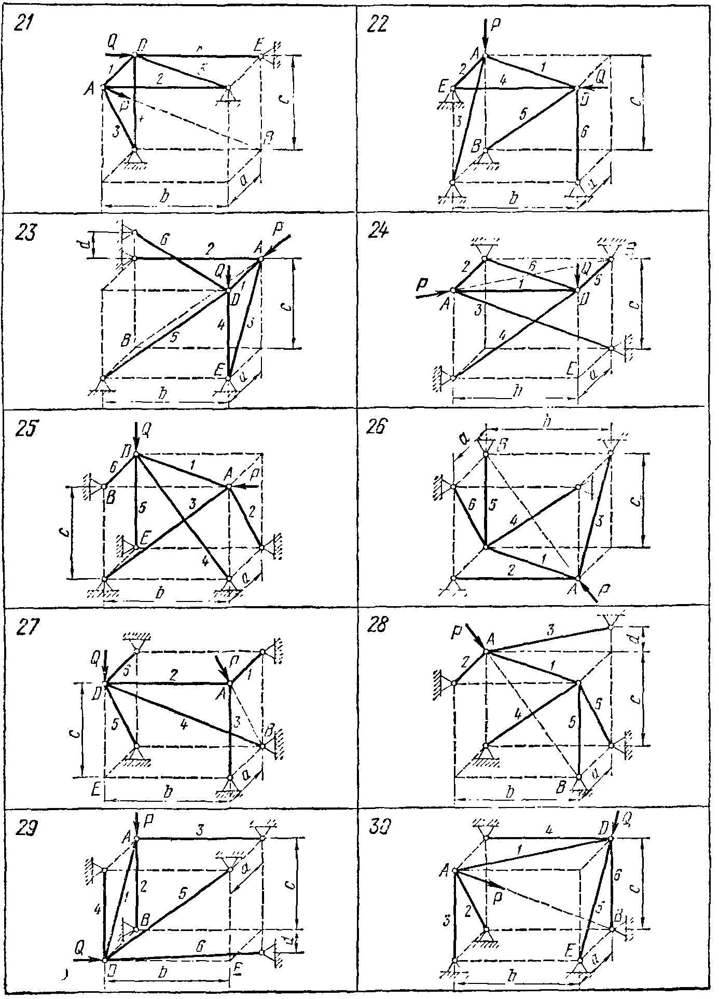 21
Q D E
1 5
A 2
P c
3
B
a
b
22
P
A
2 1
E 4 Q
D c
3 5
B 6
a
b
23
P
d 6
2 A
Q
1
D c
4 3
B 5
E a
b
24
2 6 Q
P 1 5
A D
3 c
4
E a
b
25
Q
D
6 1
A P
B
5 3 2
c
E
4
a
b
26
b
a B
6 5 c
4 3
1
2
A P
27
Q P
6
2 1
D A
5 4 3
c B
E a
b
28
P A 3 d
2 1
c
4 6
5
a
B b
29
P
A 3
a
2 5 c
1
4
B
d
Q 6
D b E
30
D Q
4
1
A
P 6 c
2
3 5 B
E a
b